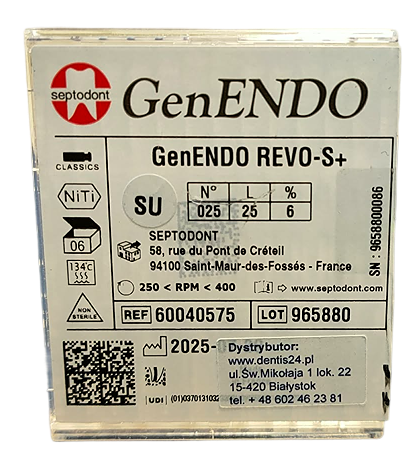 septodont
GenENDO
GenENDO REVO-S+
CLASSICS
NiTi
SU
N° L %
025 25 6
06
SEPTODONT
58, rue du Pont de Créteil
94100 Saint-Maur-des-Fossés - France
134°C
250 < RPM < 400
www.septodont.com
NON STERILE
REF 60040575
LOT 965880
SN : 9658800086
2025-
UDI (01)0370131032
Dystrybutor:
www.dentis24.pl
ul.Św.Mikołaja 1 lok. 22
15-420 Białystok
tel. + 48 602 46 23 81